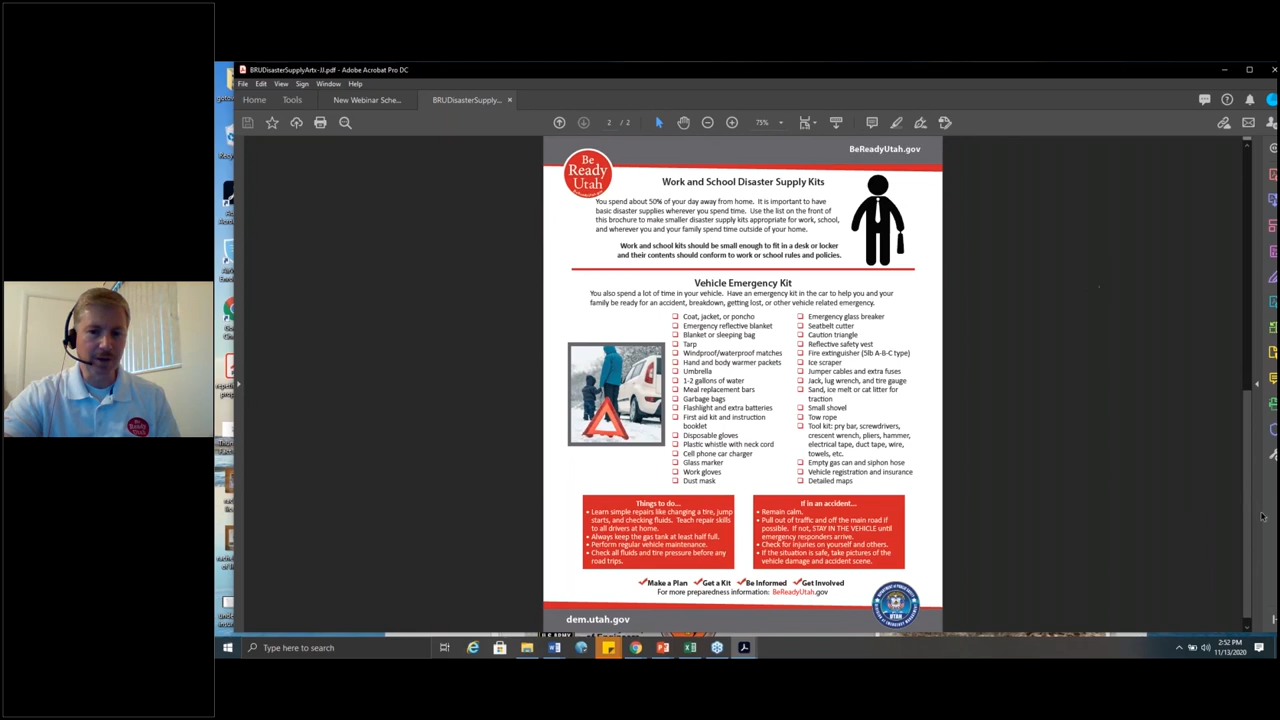 BRUDisasterSupplyArtx-JJ.pdf - Adobe Acrobat Pro DC
File Edit View Sign Window Help
Home Tools New Webinar Sche... BRUDisasterSupply... ×
2 / 2 75%
BeReadyUtah.gov
Be
Ready
Utah
Work and School Disaster Supply Kits
You spend about 50% of your day away from home. It is important to have
basic disaster supplies wherever you spend time. Use the list on the front of
this brochure to make smaller disaster supply kits appropriate for work, school,
and wherever you and your family spend time outside of your home.
Work and school kits should be small enough to fit in a desk or locker
and their contents should conform to work or school rules and policies.
Vehicle Emergency Kit
You also spend a lot of time in your vehicle. Have an emergency kit in the car to help you and your
family be ready for an accident, breakdown, getting lost, or other vehicle related emergency.
Coat, jacket, or poncho
Emergency reflective blanket
Blanket or sleeping bag
Tarp
Windproof/waterproof matches
Hand and body warmer packets
Umbrella
1-2 gallons of water
Meal replacement bars
Garbage bags
Flashlight and extra batteries
First aid kit and instruction
booklet
Disposable gloves
Plastic whistle with neck cord
Cell phone car charger
Glass marker
Work gloves
Dust mask
Emergency glass breaker
Seatbelt cutter
Caution triangle
Reflective safety vest
Fire extinguisher (5lb A-B-C type)
Ice scraper
Jumper cables and extra fuses
Jack, lug wrench, and tire gauge
Sand, ice melt or cat litter for
traction
Small shovel
Tow rope
Tool kit: pry bar, screwdrivers,
crescent wrench, pliers, hammer,
electrical tape, duct tape, wire,
towels, etc.
Empty gas can and siphon hose
Vehicle registration and insurance
Detailed maps
Things to do...
• Learn simple repairs like changing a tire, jump
starts, and checking fluids. Teach repair skills
to all drivers at home.
• Always keep the gas tank at least half full.
• Perform regular vehicle maintenance.
• Check all fluids and tire pressure before any
road trips.
If in an accident...
• Remain calm.
• Pull out of traffic and off the main road if
possible. If not, STAY IN THE VEHICLE until
emergency responders arrive.
• Check for injuries on yourself and others.
• If the situation is safe, take pictures of the
vehicle damage and accident scene.
Make a Plan Get a Kit Be Informed Get Involved
For more preparedness information: BeReadyUtah.gov
UTAH
dem.utah.gov
Type here to search
2:52 PM
11/13/2020